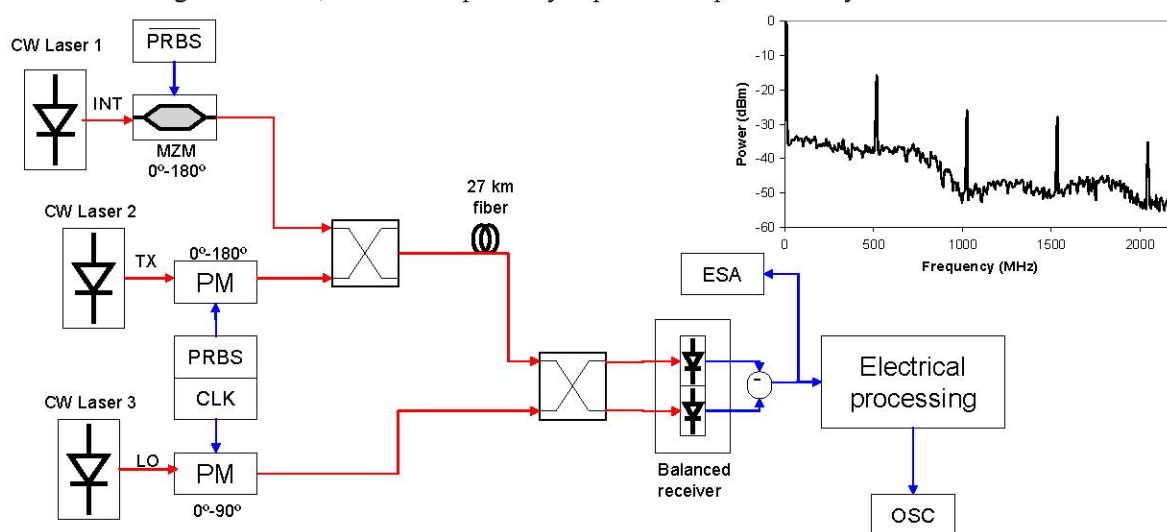 CW Laser 1
PRBS
INT
MZM
0º-180º
CW Laser 2
TX
0º-180º
PM
PRBS
CLK
CW Laser 3
LO
PM
0º-90º
27 km
fiber
ESA
Balanced
receiver
-
Electrical
processing
OSC
Power (dBm)
0
-10
-20
-30
-40
-50
-60
0
500
1000
1500
2000
Frequency (MHz)